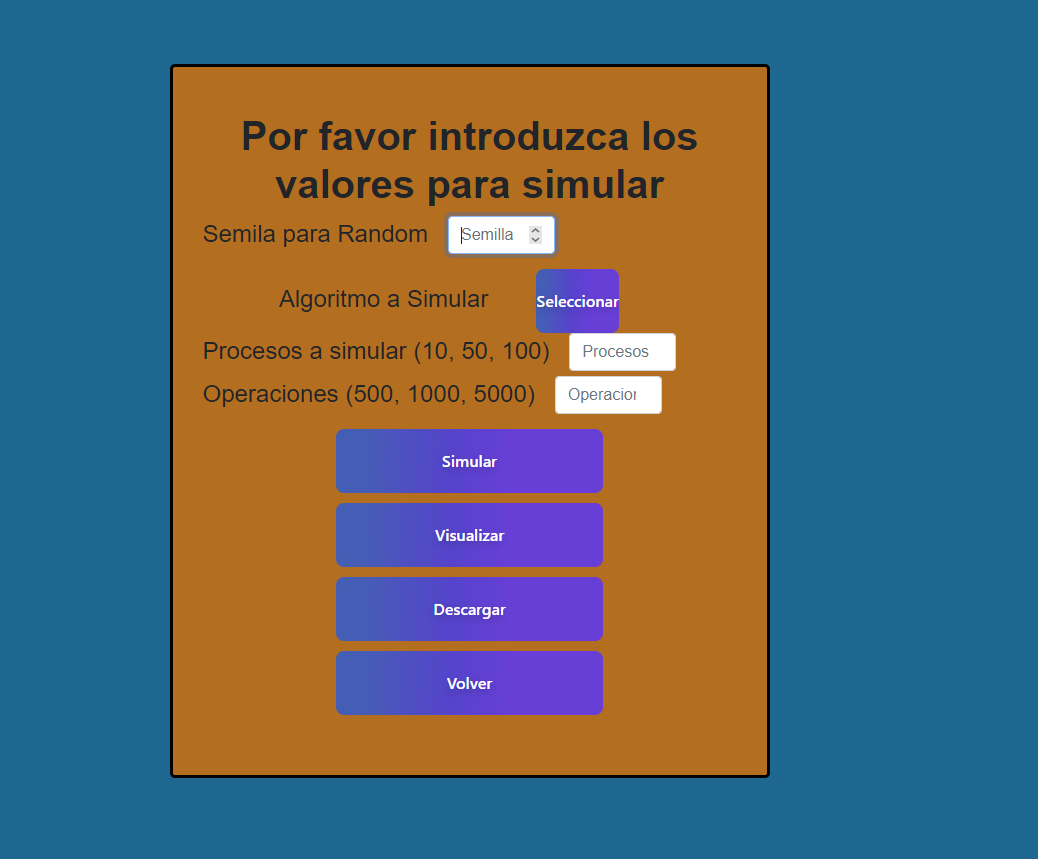 Por favor introduzca los
valores para simular
Semila para Random Semilla
Algoritmo a Simular Seleccionar
Procesos a simular (10, 50, 100) Procesos
Operaciones (500, 1000, 5000) Operacior
Simular
Visualizar
Descargar
Volver